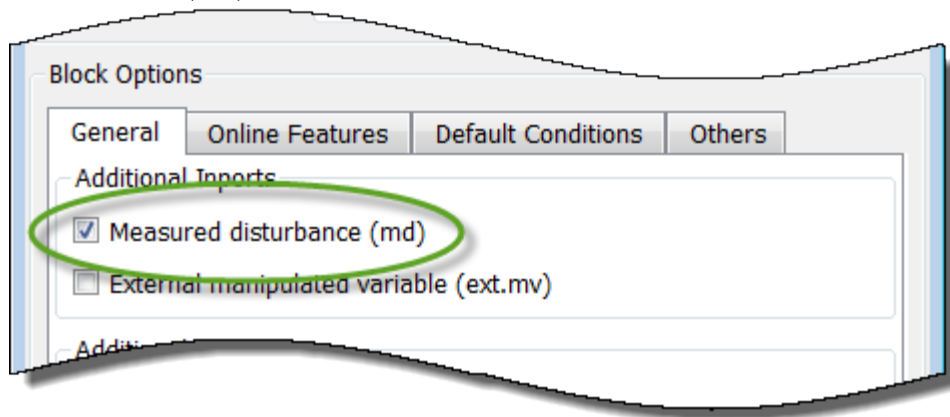 Block Options
General Online Features Default Conditions Others
Additional Inports
Measured disturbance (md)
External manipulated variable (ext.mv)